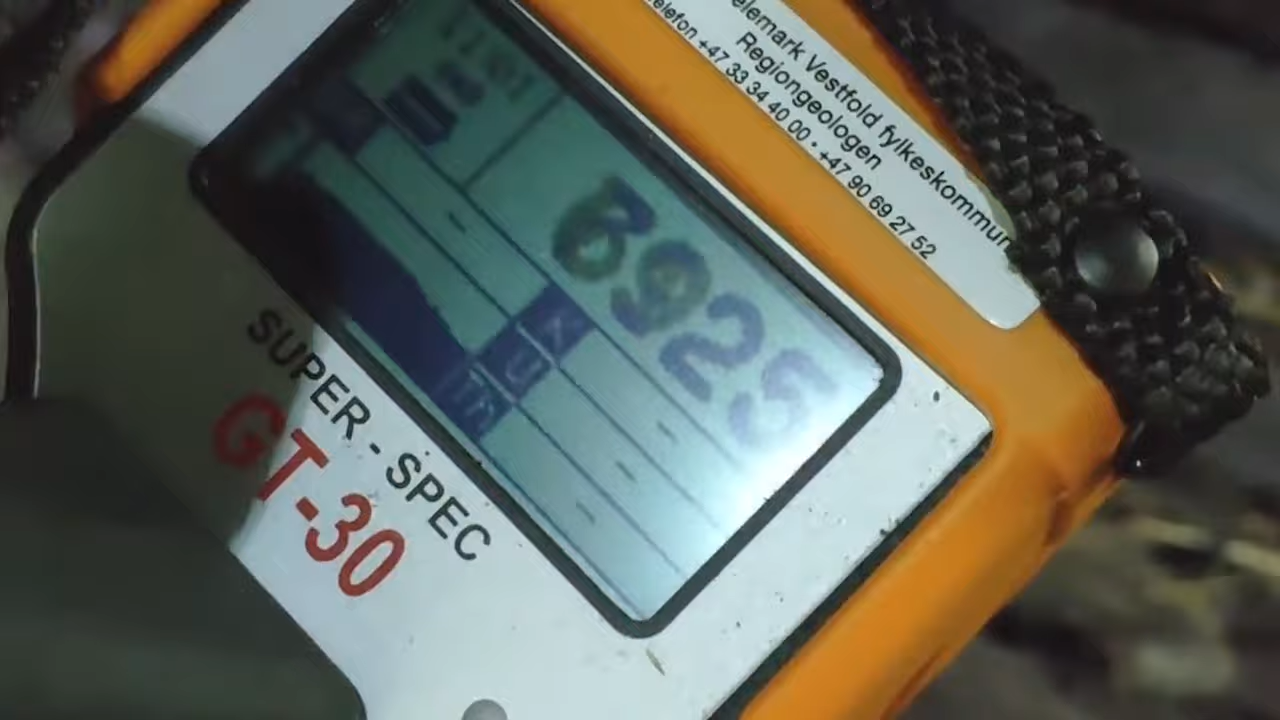 elemark Vestfold fylkeskommun
Regiongeologen
elefon +47 33 34 40 00 • +47 90 69 27 52
K
U
Th
SUPER - SPEC
GT-30